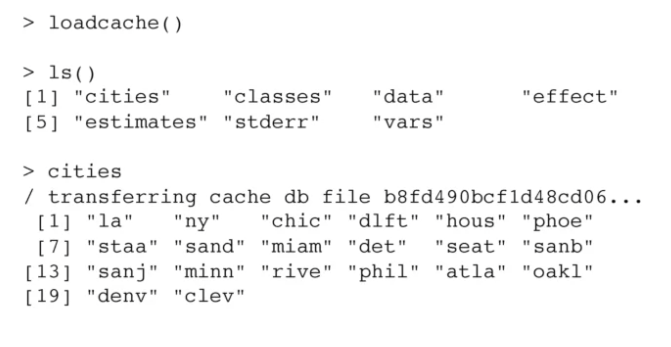 > loadcache()
> ls()
[1] "cities" "classes" "data" "effect"
[5] "estimates" "stderr" "vars"
> cities
/ transferring cache db file b8fd490bcf1d48cd06...
[1] "la" "ny" "chic" "dlft" "hous" "phoe"
[7] "staa" "sand" "miam" "det" "seat" "sanb"
[13] "sanj" "minn" "rive" "phil" "atla" "oakl"
[19] "denv" "clev"